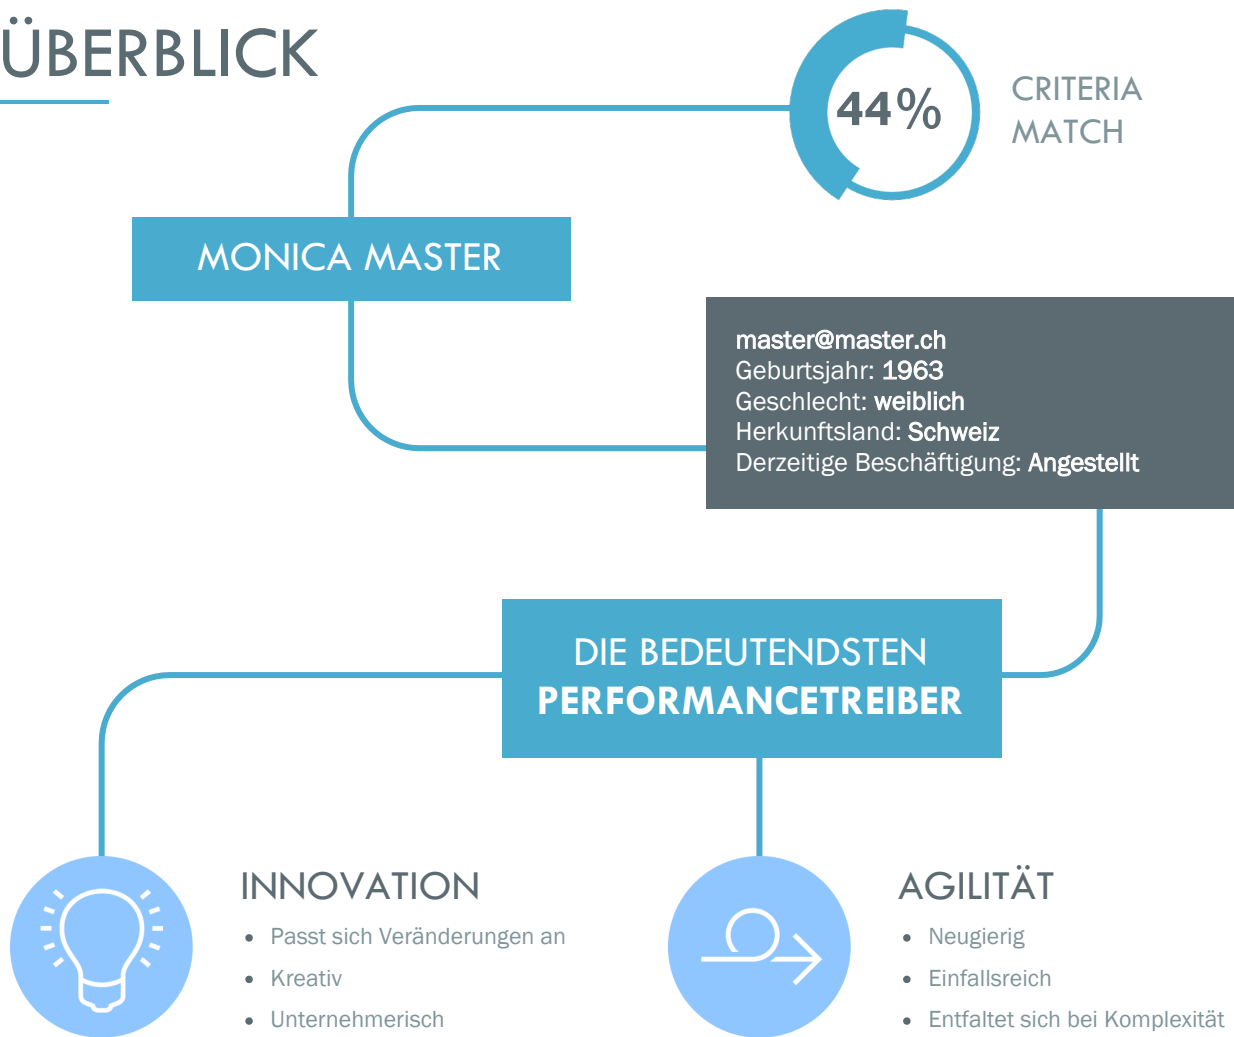 ÜBERBLICK
44%
CRITERIA
MATCH
MONICA MASTER
master@master.ch
Geburtsjahr: 1963
Geschlecht: weiblich
Herkunftsland: Schweiz
Derzeitige Beschäftigung: Angestellt
DIE BEDEUTENDSTEN
PERFORMANCETREIBER
INNOVATION
• Passt sich Veränderungen an
• Kreativ
• Unternehmerisch
AGILITÄT
• Neugierig
• Einfallsreich
• Entfaltet sich bei Komplexität